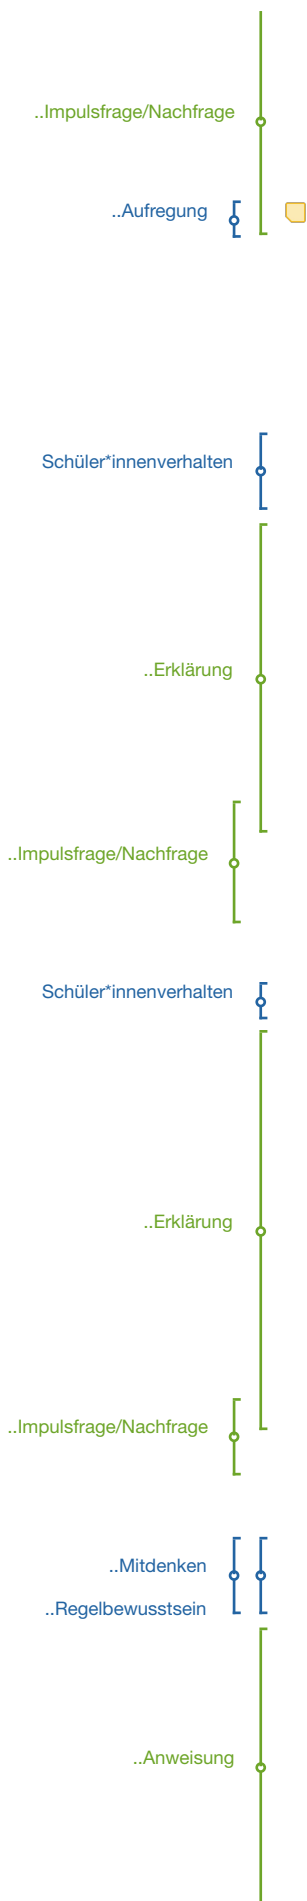 ..Impulsfrage/Nachfrage
..Aufregung
Schüler*innenverhalten
..Erklärung
..Impulsfrage/Nachfrage
Schüler*innenverhalten
..Erklärung
..Impulsfrage/Nachfrage
..Mitdenken
..Regelbewusstsein
..Anweisung